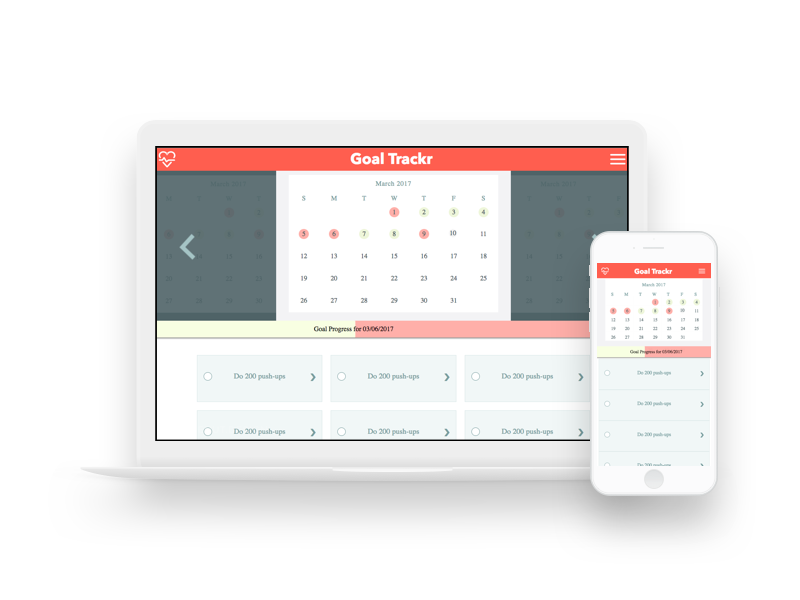 Goal Trackr
March 2017
S M T W T F S
1 2 3 4
5 6 7 8 9 10 11
12 13 14 15 16 17 18
19 20 21 22 23 24 25
26 27 28 29 30 31
Goal Progress for 03/06/2017
Do 200 push-ups Do 200 push-ups Do 200 push-ups
Do 200 push-ups Do 200 push-ups Do 200 push-ups
Goal Trackr
March 2017
S M T W T F S
1 2 3 4
5 6 7 8 9 10 11
12 13 14 15 16 17 18
19 20 21 22 23 24 25
26 27 28 29 30 31
Goal Progress for 03/06/2017
Do 200 push-ups
Do 200 push-ups
Do 200 push-ups
Do 200 push-ups